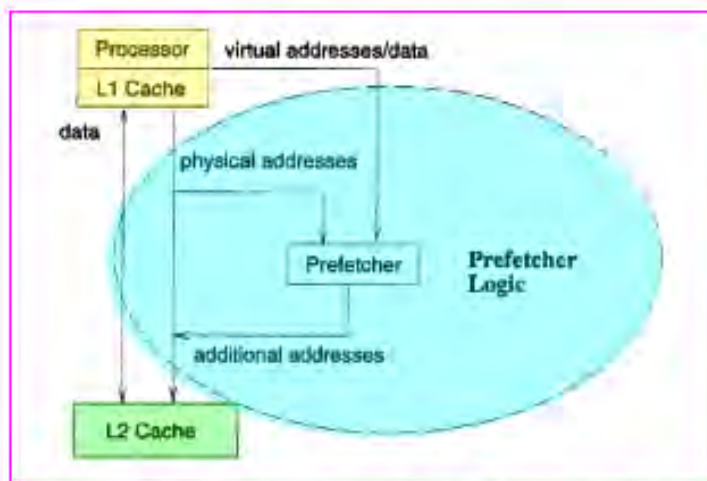 Processor
virtual addresses/data
L1 Cache
data
physical addresses
Prefetcher
Prefetcher
Logic
additional addresses
L2 Cache